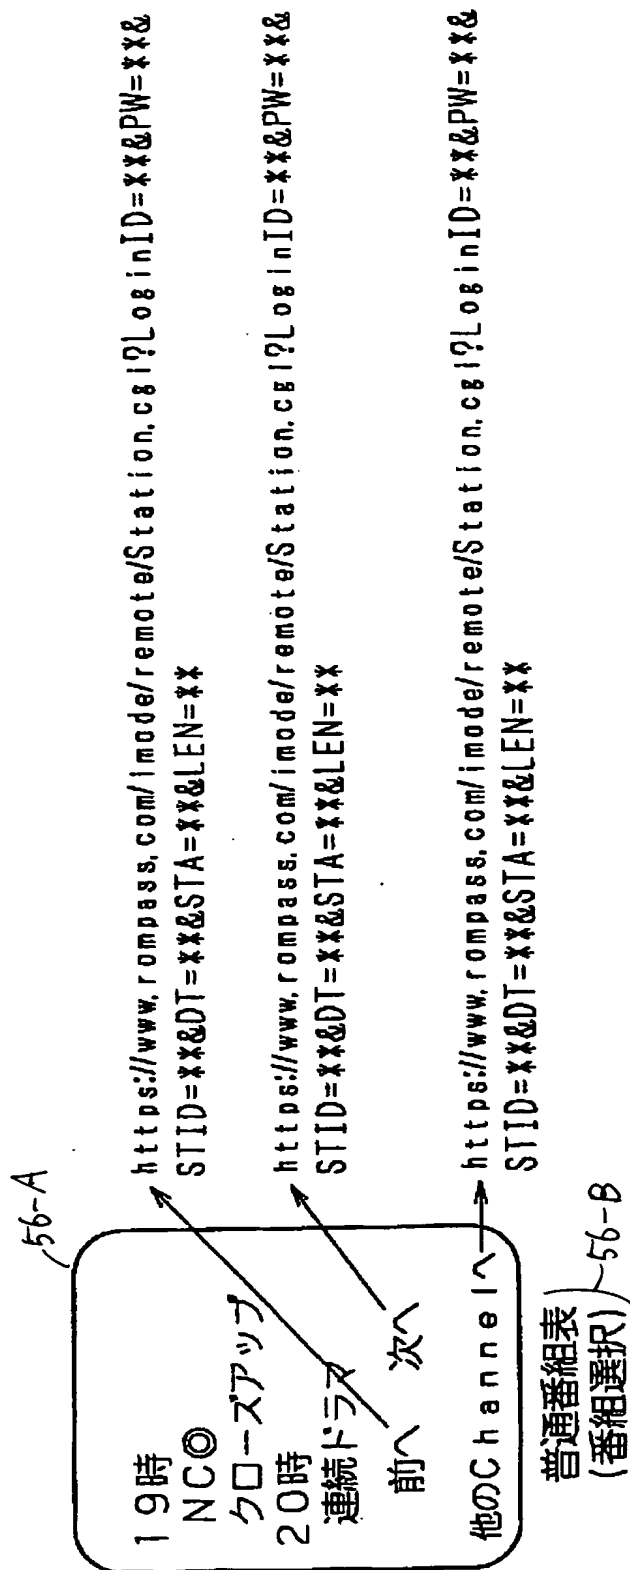 56-A
19時
NC◎
クローズアップ
20時
連続ドラマ
前へ 次へ
他のChannelへ
普通番組表
(番組選択)
56-B
https://www.rompass.com/imode/remote/Station.cgi?LoginID=**&PW=**&
STID=**&DT=**&STA=**&LEN=**
https://www.rompass.com/imode/remote/Station.cgi?LoginID=**&PW=**&
STID=**&DT=**&STA=**&LEN=**
https://www.rompass.com/imode/remote/Station.cgi?LoginID=**&PW=**&
STID=**&DT=**&STA=**&LEN=**